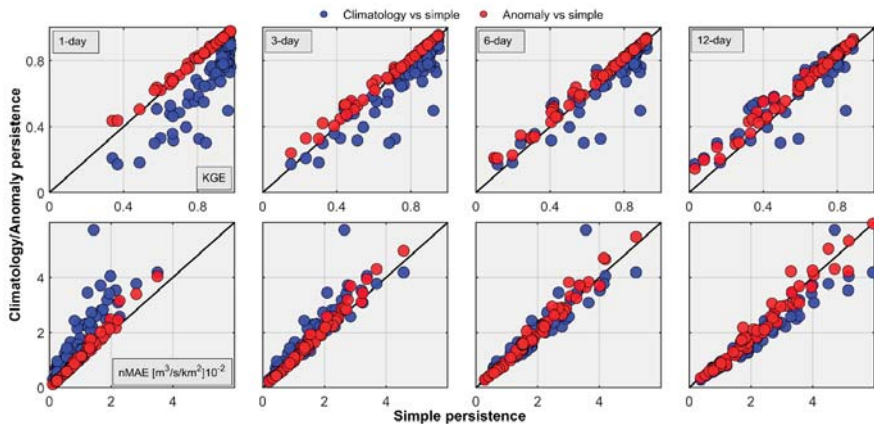 Climatology vs simple Anomaly vs simple
1-day 3-day 6-day 12-day
Climatology/Anomaly persistence
0.8
0.4
0
KGE
0 0.4 0.8 0 0.4 0.8 0 0.4 0.8 0 0.4 0.8
4
2
0
nMAE [m³/s/km²]10⁻²
0 2 4 0 2 4 0 2 4 0 2 4
Simple persistence